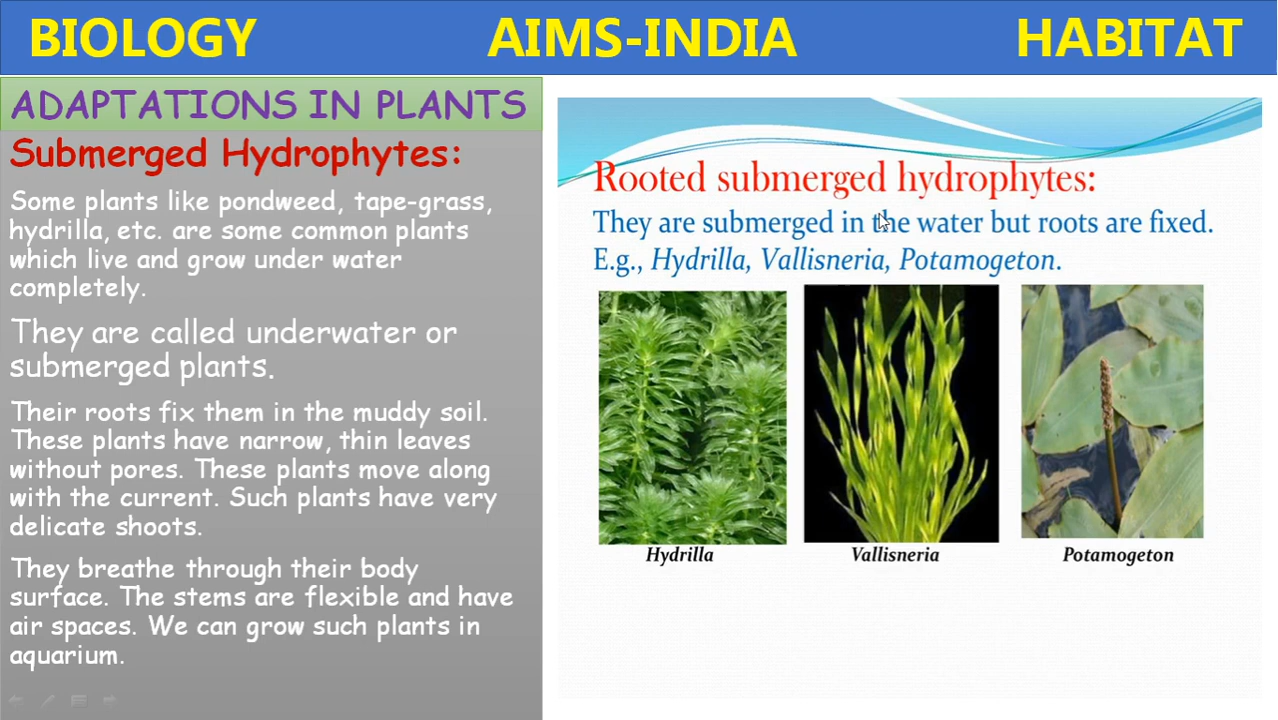 BIOLOGY AIMS-INDIA HABITAT
ADAPTATIONS IN PLANTS
Submerged Hydrophytes:
Some plants like pondweed, tape-grass,
hydrilla, etc. are some common plants
which live and grow under water
completely.
They are called underwater or
submerged plants.
Their roots fix them in the muddy soil.
These plants have narrow, thin leaves
without pores. These plants move along
with the current. Such plants have very
delicate shoots.
They breathe through their body
surface. The stems are flexible and have
air spaces. We can grow such plants in
aquarium.
Rooted submerged hydrophytes:
They are submerged in the water but roots are fixed.
E.g., Hydrilla, Vallisneria, Potamogeton.
Hydrilla Vallisneria Potamogeton